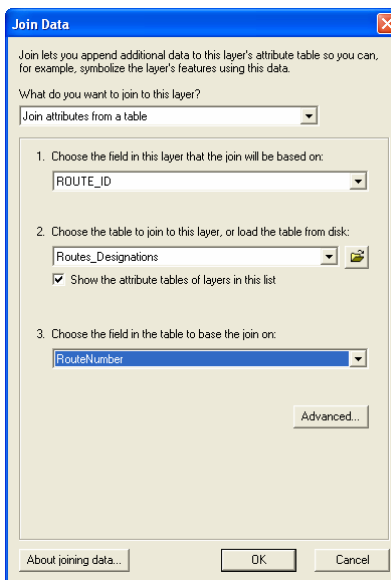 Join Data
Join lets you append additional data to this layer's attribute table so you can,
for example, symbolize the layer's features using this data.
What do you want to join to this layer?
Join attributes from a table
1. Choose the field in this layer that the join will be based on:
ROUTE_ID
2. Choose the table to join to this layer, or load the table from disk:
Routes_Designations
Show the attribute tables of layers in this list
3. Choose the field in the table to base the join on:
RouteNumber
Advanced...
About joining data...
OK
Cancel